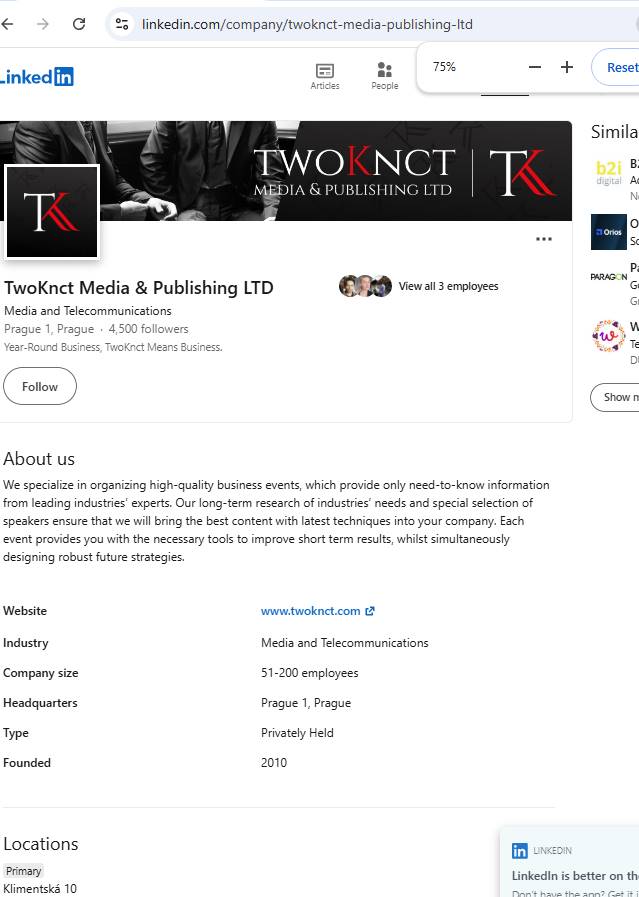 linkedin.com/company/twoknct-media-publishing-ltd
75%
Reset
Linkedin
Articles
People
TWOKNCT
MEDIA & PUBLISHING LTD
TK
TK
TwoKnct Media & Publishing LTD
View all 3 employees
Media and Telecommunications
Prague 1, Prague · 4,500 followers
Year-Round Business, TwoKnct Means Business.
Follow
About us
We specialize in organizing high-quality business events, which provide only need-to-know information
from leading industries' experts. Our long-term research of industries' needs and special selection of
speakers ensure that we will bring the best content with latest techniques into your company. Each
event provides you with the necessary tools to improve short term results, whilst simultaneously
designing robust future strategies.
Website www.twoknct.com
Industry Media and Telecommunications
Company size 51-200 employees
Headquarters Prague 1, Prague
Type Privately Held
Founded 2010
Locations
Primary
Klimentská 10
Simila
b2i
digital
Orios
PARAGON
w
Show m
in LINKEDIN
LinkedIn is better on the
Don't have the app? Get it i